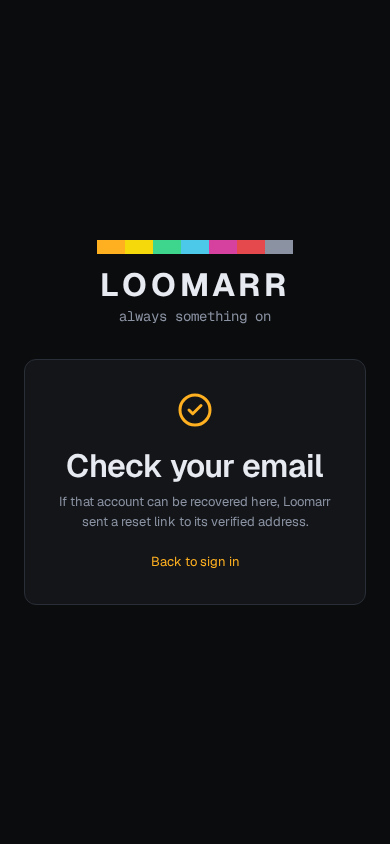 LOOMARR
always something on
Check your email
If that account can be recovered here, Loomarr
sent a reset link to its verified address.
Back to sign in